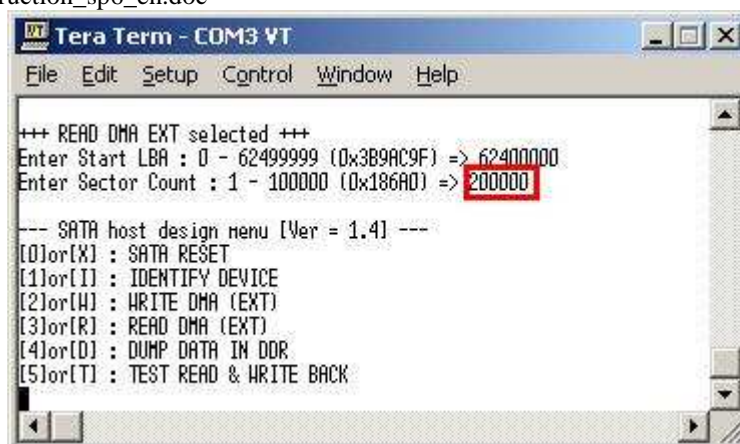 raction_spo_en.doc
Tera Term - COM3 VT
File Edit Setup Control Window Help
+++ READ DMA EXT selected +++
Enter Start LBA : 0 - 62499999 (0x3B9AC9F) => 62400000
Enter Sector Count : 1 - 100000 (0x186A0) => 200000
--- SATA host design menu [Ver = 1.4] ---
[0]or[X] : SATA RESET
[1]or[I] : IDENTIFY DEVICE
[2]or[W] : WRITE DMA (EXT)
[3]or[R] : READ DMA (EXT)
[4]or[D] : DUMP DATA IN DDR
[5]or[T] : TEST READ & WRITE BACK